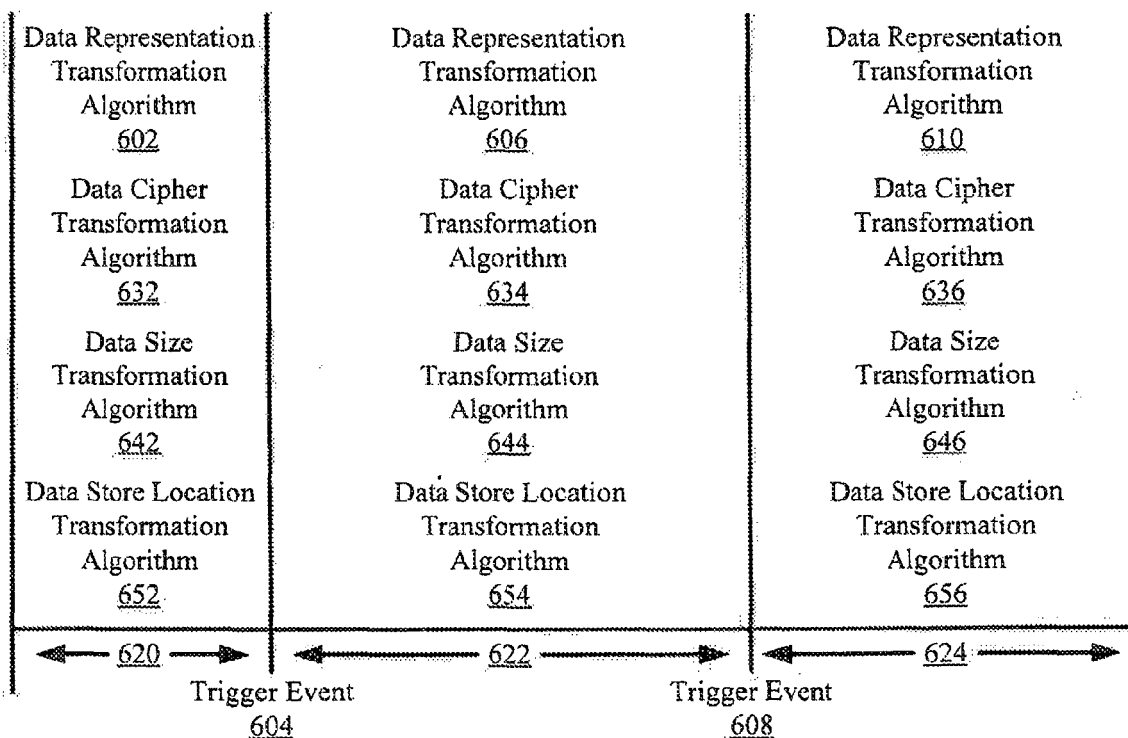 Data Representation
Transformation
Algorithm
602
Data Cipher
Transformation
Algorithm
632
Data Size
Transformation
Algorithm
642
Data Store Location
Transformation
Algorithm
652
620
Data Representation
Transformation
Algorithm
606
Data Cipher
Transformation
Algorithm
634
Data Size
Transformation
Algorithm
644
Data Store Location
Transformation
Algorithm
654
622
Data Representation
Transformation
Algorithm
610
Data Cipher
Transformation
Algorithm
636
Data Size
Transformation
Algorithm
646
Data Store Location
Transformation
Algorithm
656
624
Trigger Event
604
Trigger Event
608